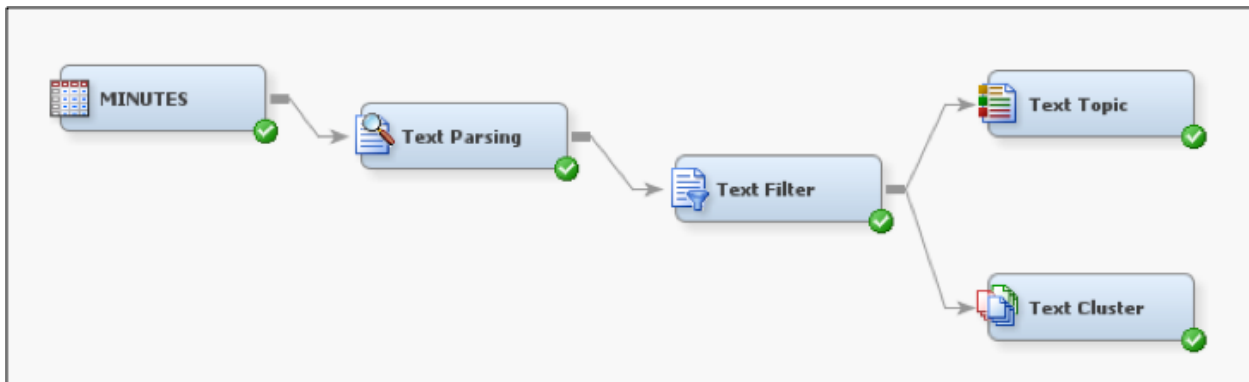 MINUTES
Text Parsing
Text Filter
Text Topic
Text Cluster